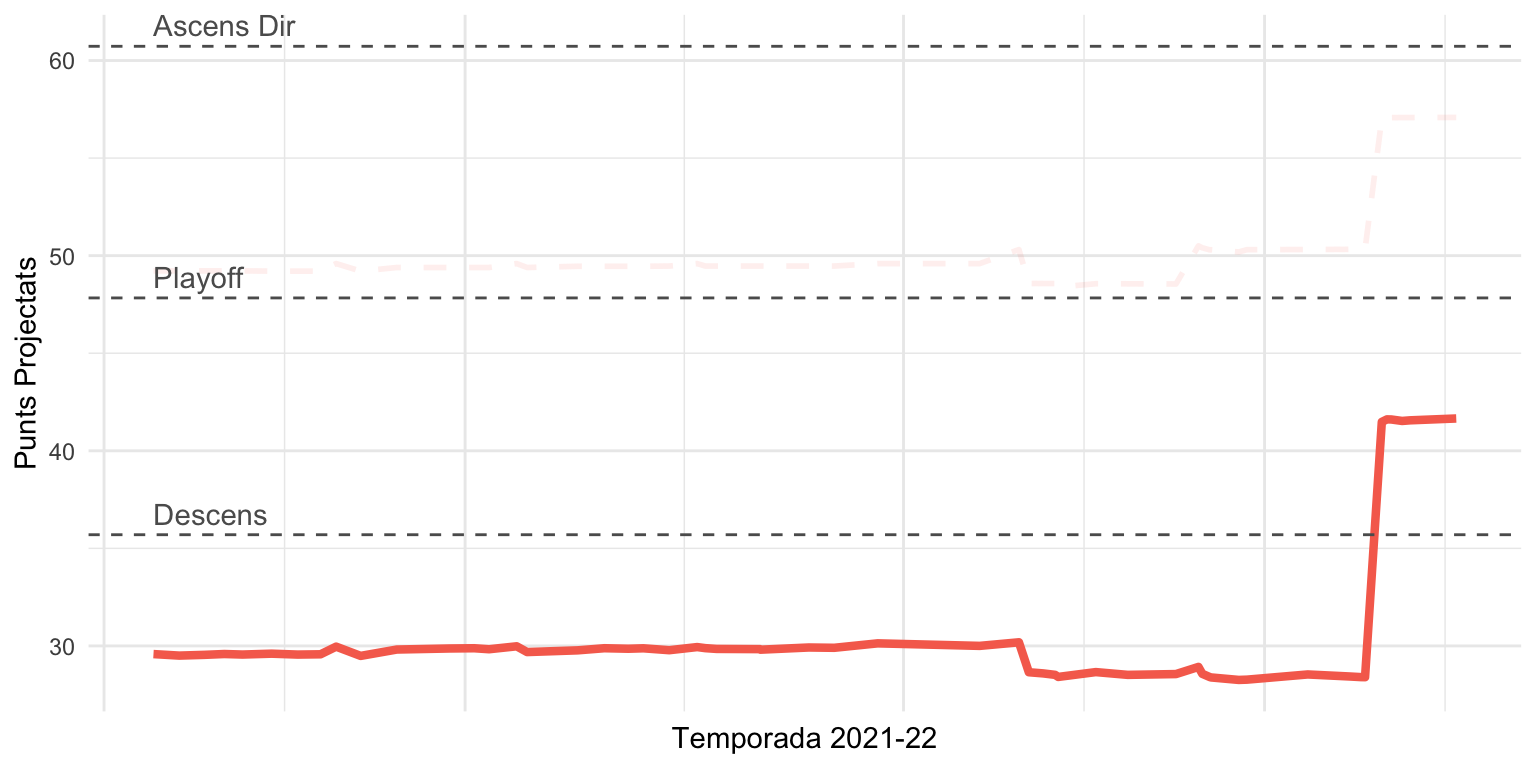 Ascens Dir
60
50
Playoff
Punts Projectats
40
Descens
30
Temporada 2021-22